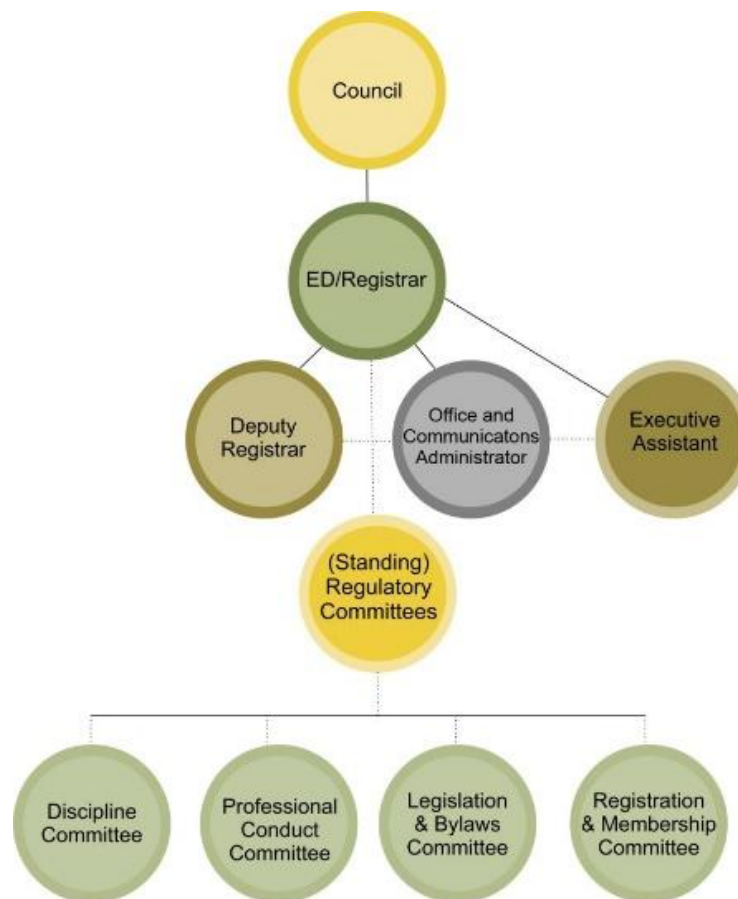 Council
ED/Registrar
Deputy
Registrar
Office and
Communicatons
Administrator
Executive
Assistant
(Standing)
Regulatory
Committees
Discipline
Committee
Professional
Conduct
Committee
Legislation
& Bylaws
Committee
Registration
& Membership
Committee